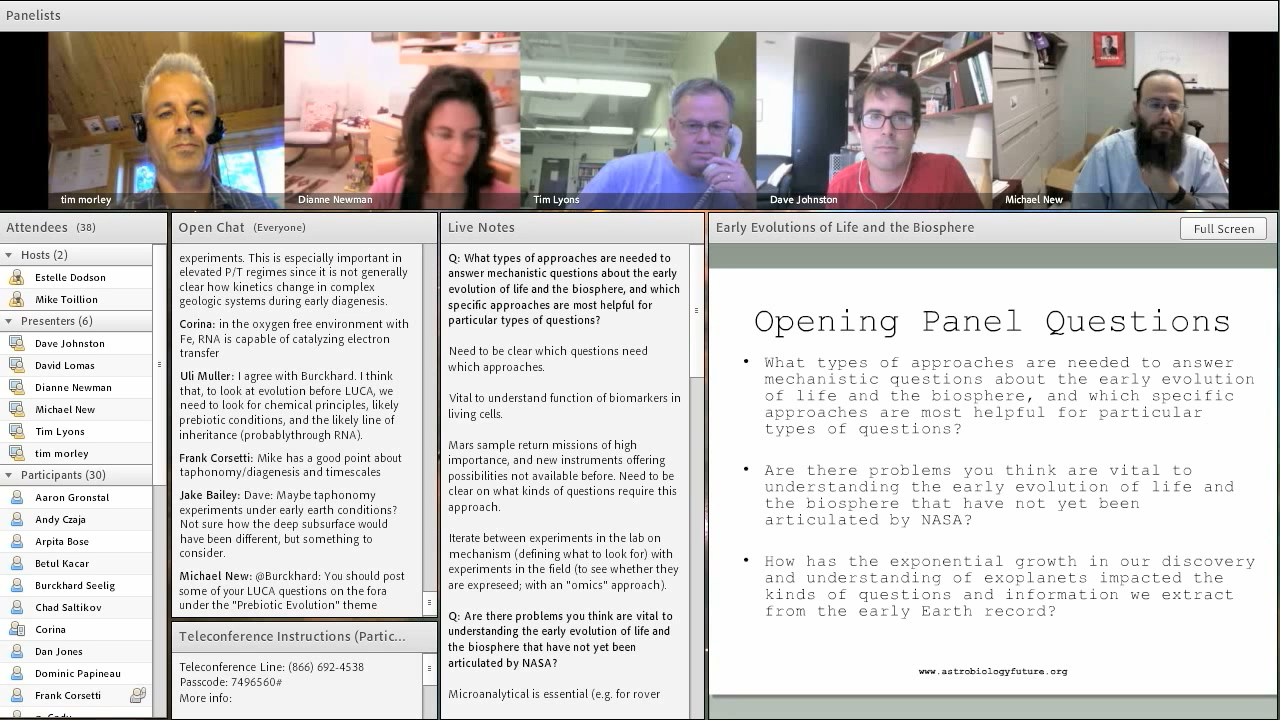 Panelists
tim morley
Dianne Newman
Tim Lyons
Dave Johnston
Michael New
Attendees (38)
Hosts (2)
Estelle Dodson
Mike Toillion
Presenters (6)
Dave Johnston
David Lomas
Dianne Newman
Michael New
Tim Lyons
tim morley
Participants (30)
Aaron Gronstal
Andy Czaja
Arpita Bose
Betul Kacar
Burckhard Seelig
Chad Saltikov
Corina
Dan Jones
Dominic Papineau
Frank Corsetti
Open Chat (Everyone)
experiments. This is especially important in
elevated P/T regimes since it is not generally
clear how kinetics change in complex
geologic systems during early diagenesis.
Corina: in the oxygen free environment with
Fe, RNA is capable of catalyzing electron
transfer
Uli Muller: I agree with Burckhard. I think
that, to look at evolution before LUCA, we
need to look for chemical principles, likely
prebiotic conditions, and the likely line of
inheritance (probablythrough RNA).
Frank Corsetti: Mike has a good point about
taphonomy/diagenesis and timescales
Jake Bailey: Dave: Maybe taphonomy
experiments under early earth conditions?
Not sure how the deep subsurface would
have been different, but something to
consider.
Michael New: @Burckhard: You should post
some of your LUCA questions on the fora
under the "Prebiotic Evolution" theme
Teleconference Instructions (Partic...
Teleconference Line: (866) 692-4538
Passcode: 7496560#
More info:
Live Notes
Q: What types of approaches are needed to
answer mechanistic questions about the early
evolution of life and the biosphere, and which
specific approaches are most helpful for
particular types of questions?
Need to be clear which questions need
which approaches.
Vital to understand function of biomarkers in
living cells.
Mars sample return missions of high
importance, and new instruments offering
possibilities not available before. Need to be
clear on what kinds of questions require this
approach.
Iterate between experiments in the lab on
mechanism (defining what to look for) with
experiments in the field (to see whether they
are expreseed; with an "omics" approach).
Q: Are there problems you think are vital to
understanding the early evolution of life and
the biosphere that have not yet been
articulated by NASA?
Microanalytical is essential (e.g. for rover
Early Evolutions of Life and the Biosphere
Full Screen
Opening Panel Questions
• What types of approaches are needed to answer
mechanistic questions about the early evolution
of life and the biosphere, and which specific
approaches are most helpful for particular
types of questions?
• Are there problems you think are vital to
understanding the early evolution of life and
the biosphere that have not yet been
articulated by NASA?
• How has the exponential growth in our discovery
and understanding of exoplanets impacted the
kinds of questions and information we extract
from the early Earth record?
www.astrobiologyfuture.org